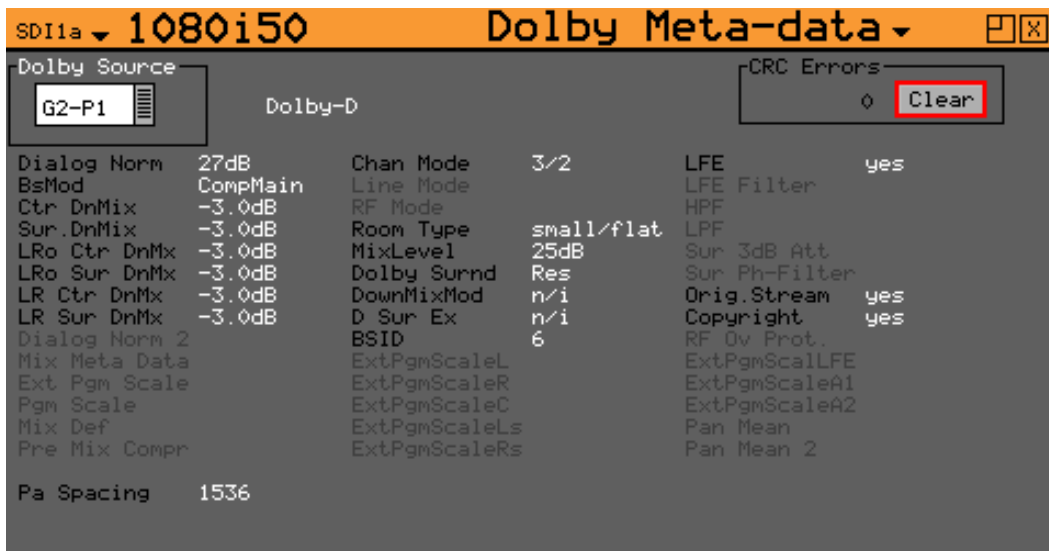 SDI1a 1080i50 Dolby Meta-data
Dolby Source
CRC Errors
G2-P1
Dolby-D
0 Clear
Dialog Norm 27dB Chan Mode 3/2 LFE yes
BsMod CompMain Line Mode LFE Filter
Ctr DnMix -3.0dB RF Mode HPF
Sur.DnMix -3.0dB Room Type small/flat LPF
LRo Ctr DnMx -3.0dB MixLevel 25dB Sur 3dB Att
LRo Sur DnMx -3.0dB Dolby Surnd Res Sur Ph-Filter
LR Ctr DnMx -3.0dB DownMixMod n/i Orig.Stream yes
LR Sur DnMx -3.0dB D Sur Ex n/i Copyright yes
Dialog Norm 2 BSID 6 RF Ov Prot.
Mix Meta Data ExtPgmScaleL ExtPgmScalLFE
Ext Pgm Scale ExtPgmScaleR ExtPgmScaleA1
Pgm Scale ExtPgmScaleC ExtPgmScaleA2
Mix Def ExtPgmScaleLs Pan Mean
Pre Mix Compr ExtPgmScaleRs Pan Mean 2
Pa Spacing 1536